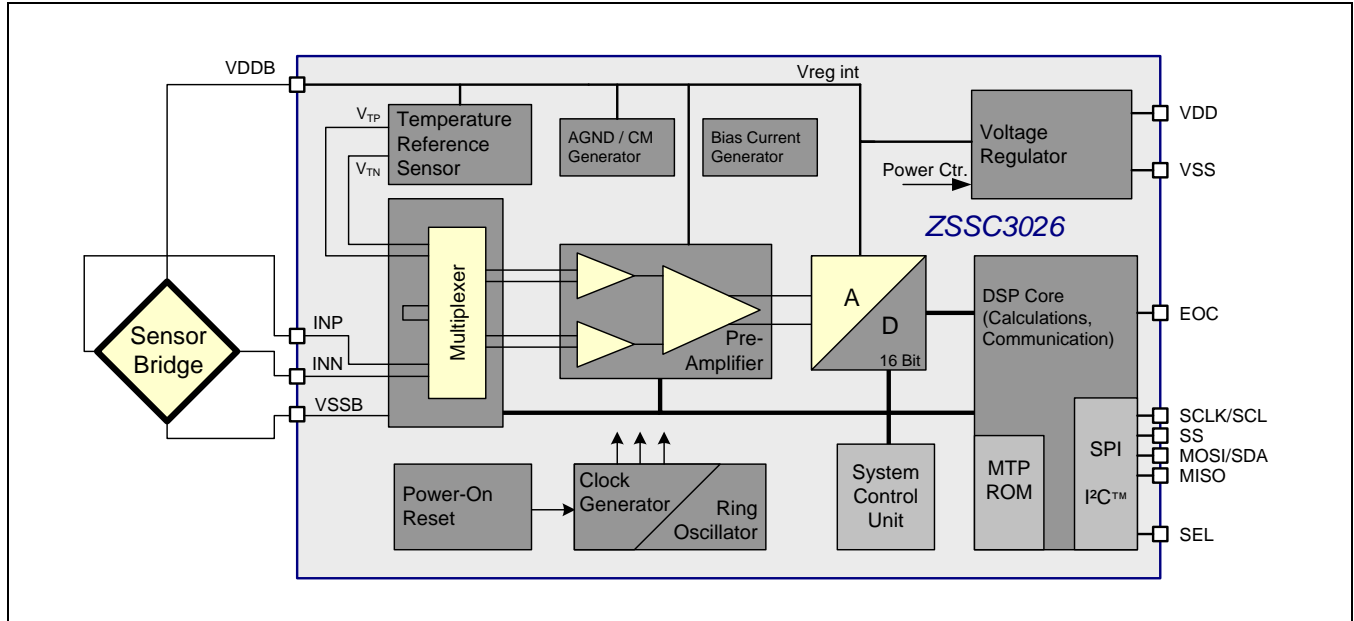 VDDB
Vreg int
VTP
VTN
Temperature
Reference
Sensor
AGND / CM
Generator
Bias Current
Generator
Voltage
Regulator
Power Ctr.
VDD
VSS
ZSSC3026
Multiplexer
Pre-
Amplifier
A
D
16 Bit
DSP Core
(Calculations,
Communication)
EOC
Sensor
Bridge
INP
INN
VSSB
Power-On
Reset
Clock
Generator
Ring
Oscillator
System
Control
Unit
MTP
ROM
SPI
I²C™
SCLK/SCL
SS
MOSI/SDA
MISO
SEL